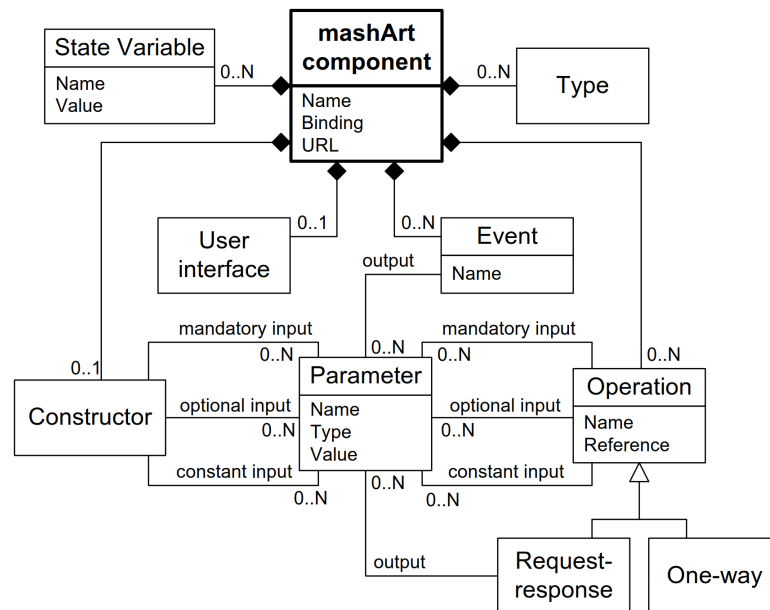 State Variable
Name
Value
0..N
mashArt
component
Name
Binding
URL
0..N
Type
0..1
User
interface
0..N
Event
Name
output
mandatory input
0..N
0..N
mandatory input
0..N
0..1
0..N
Constructor
optional input
0..N
Parameter
Name
Type
Value
optional input
0..N
Operation
Name
Reference
constant input
0..N
0..N
constant input
0..N
output
Request-
response
One-way